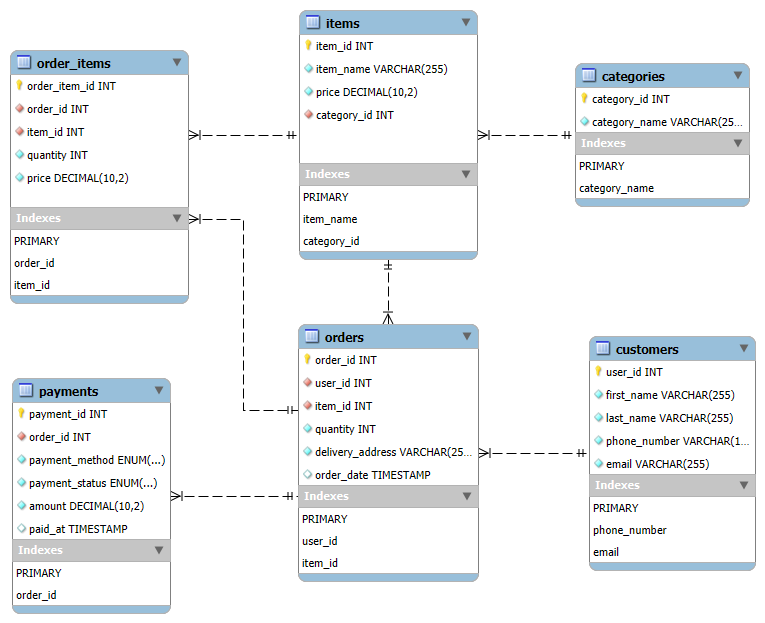 order_items
order_item_id INT
order_id INT
item_id INT
quantity INT
price DECIMAL(10,2)
Indexes
PRIMARY
order_id
item_id
items
item_id INT
item_name VARCHAR(255)
price DECIMAL(10,2)
category_id INT
Indexes
PRIMARY
item_name
category_id
categories
category_id INT
category_name VARCHAR(25...
Indexes
PRIMARY
category_name
payments
payment_id INT
order_id INT
payment_method ENUM(...)
payment_status ENUM(...)
amount DECIMAL(10,2)
paid_at TIMESTAMP
Indexes
PRIMARY
order_id
orders
order_id INT
user_id INT
item_id INT
quantity INT
delivery_address VARCHAR(25...
order_date TIMESTAMP
Indexes
PRIMARY
user_id
item_id
customers
user_id INT
first_name VARCHAR(255)
last_name VARCHAR(255)
phone_number VARCHAR(1...
email VARCHAR(255)
Indexes
PRIMARY
phone_number
email